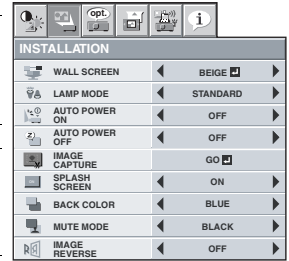 opt.
i
INSTALLATION
WALL SCREEN BEIGE
LAMP MODE STANDARD
AUTO POWER ON OFF
AUTO POWER OFF OFF
IMAGE CAPTURE GO
SPLASH SCREEN ON
BACK COLOR BLUE
MUTE MODE BLACK
IMAGE REVERSE OFF